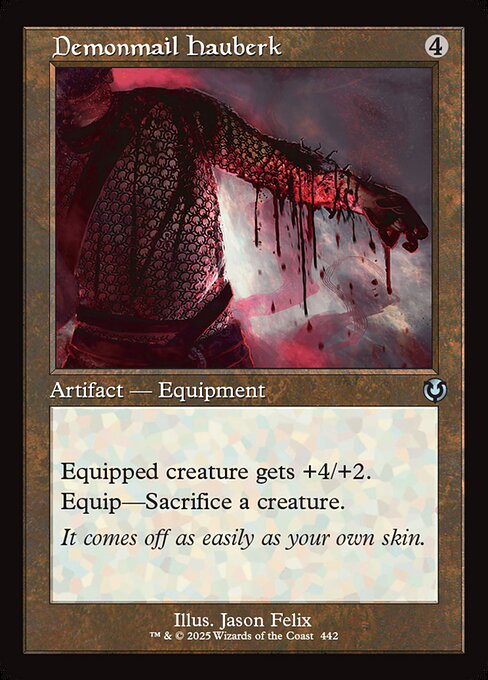 Demonmail Hauberk 4
Artifact — Equipment
Equipped creature gets +4/+2.
Equip—Sacrifice a creature.
It comes off as easily as your own skin.
Illus. Jason Felix
™ & © 2025 Wizards of the Coast 442